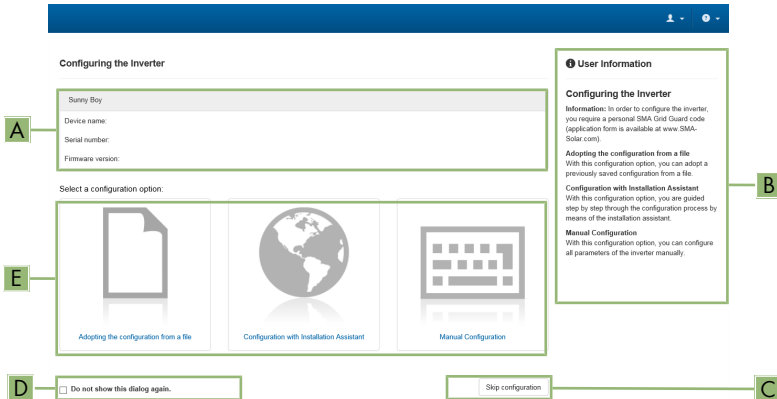 Configuring the Inverter
A
Sunny Boy
Device name:
Serial number:
Firmware version:
Select a configuration option:
E
Adopting the configuration from a file
Configuration with Installation Assistant
Manual Configuration
D
Do not show this dialog again.
Skip configuration
C
User Information
Configuring the Inverter
Information: In order to configure the inverter,
you require a personal SMA Grid Guard code
(application form is available at www.SMA-
Solar.com).
Adopting the configuration from a file
With this configuration option, you can adopt a
previously saved configuration from a file.
Configuration with Installation Assistant
With this configuration option, you are guided
step by step through the configuration process by
means of the installation assistant.
Manual Configuration
With this configuration option, you can configure
all parameters of the inverter manually.
B